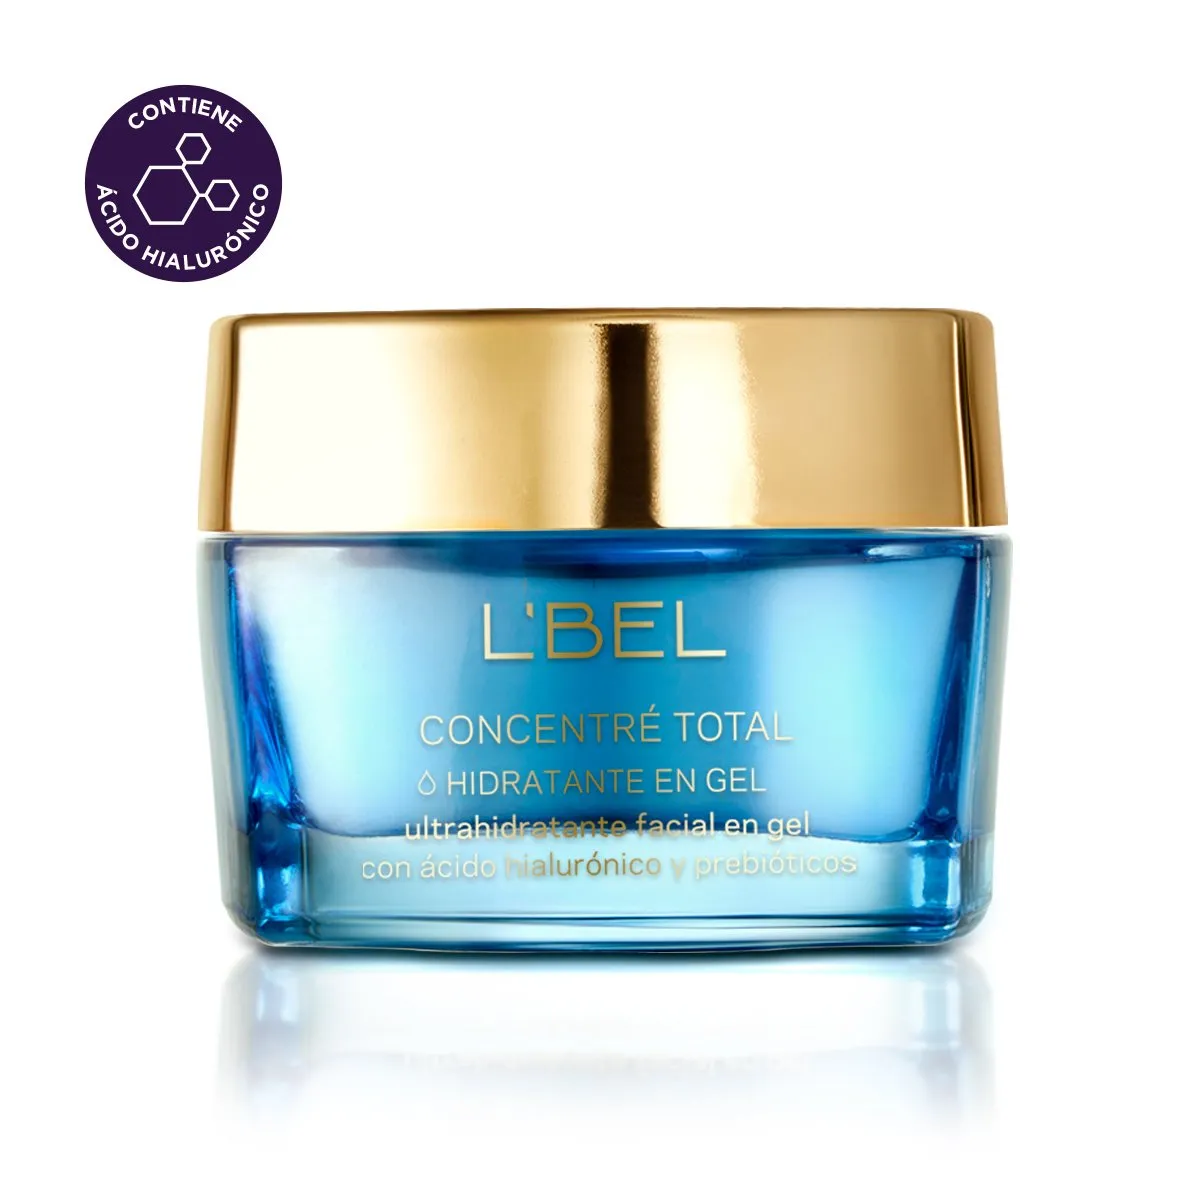 CONTIENE
ÁCIDO HIALURÓNICO
L'BEL
CONCENTRÉ TOTAL
HIDRATANTE EN GEL
ultrahidratante facial en gel
con ácido hialurónico y prebióticos